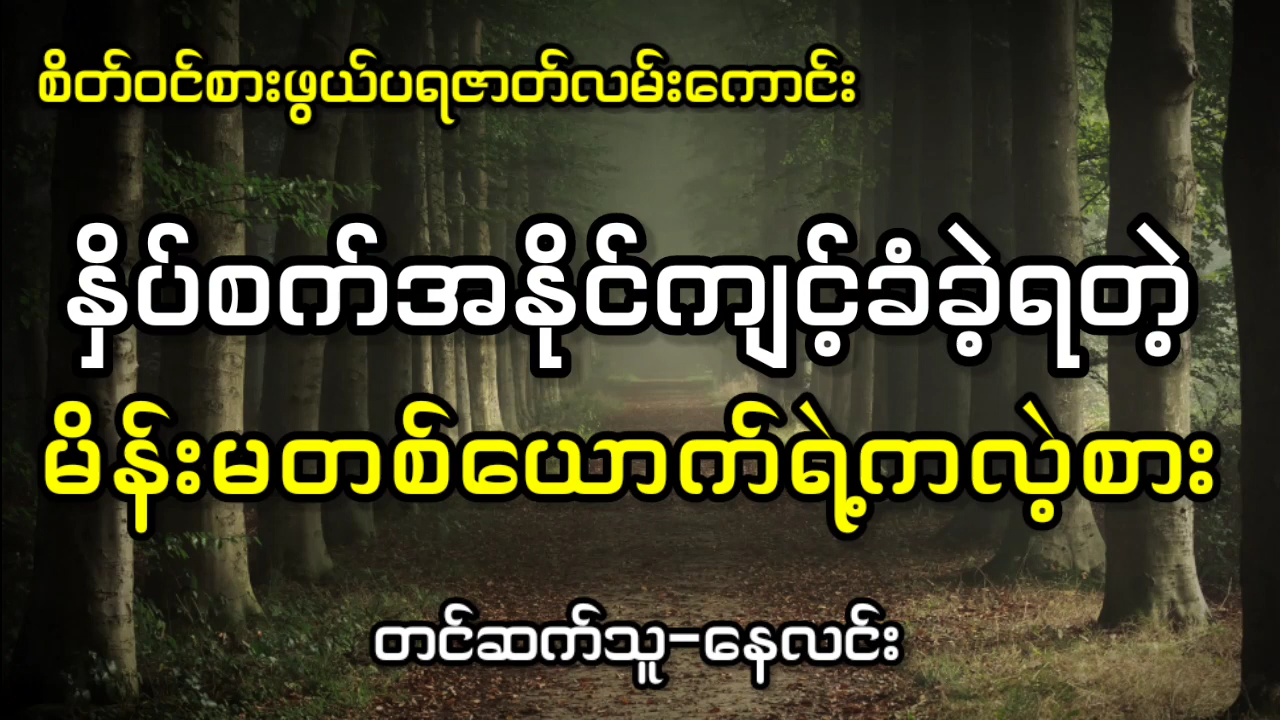 စိတ်ဝင်စားဖွယ်ပရဇာတ်လမ်းကောင်း
နှိပ်စက်အနိုင်ကျင့်ခံခဲ့ရတဲ့
မိန်းမတစ်ယောက်ရဲ့ကလဲ့စား
တင်ဆက်သူ-နေလင်း